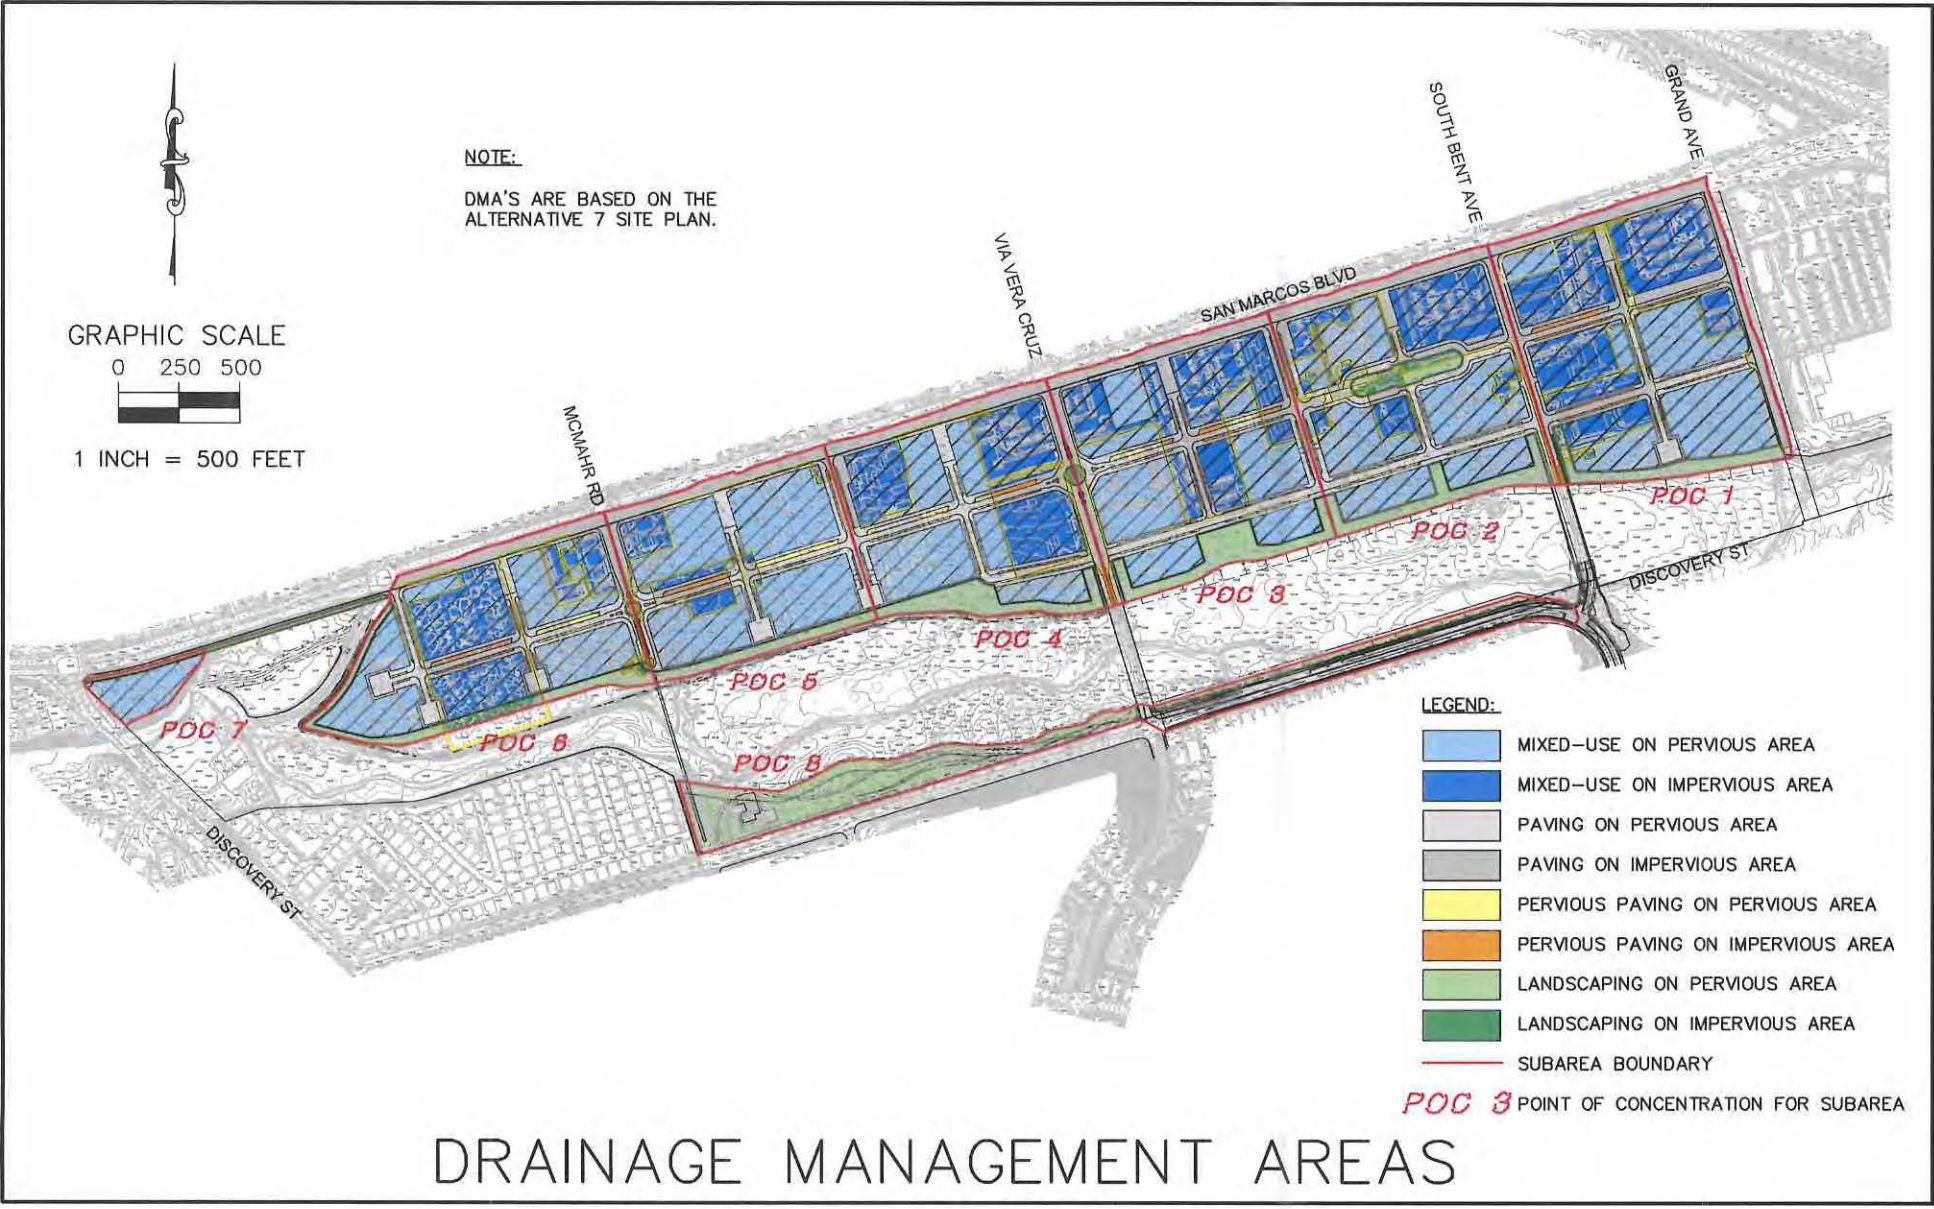 NOTE:
DMA'S ARE BASED ON THE
ALTERNATIVE 7 SITE PLAN.
GRAPHIC SCALE
0 250 500
1 INCH = 500 FEET
GRAND AVE
SOUTH BENT AVE
VIA VERA CRUZ
SAN MARCOS BLVD
MCMAHR RD
POC 1
POC 2
POC 3
POC 4
POC 5
POC 6
POC 7
POC 8
DISCOVERY ST
DISCOVERY ST
LEGEND:
MIXED-USE ON PERVIOUS AREA
MIXED-USE ON IMPERVIOUS AREA
PAVING ON PERVIOUS AREA
PAVING ON IMPERVIOUS AREA
PERVIOUS PAVING ON PERVIOUS AREA
PERVIOUS PAVING ON IMPERVIOUS AREA
LANDSCAPING ON PERVIOUS AREA
LANDSCAPING ON IMPERVIOUS AREA
SUBAREA BOUNDARY
POC 3 POINT OF CONCENTRATION FOR SUBAREA
DRAINAGE MANAGEMENT AREAS